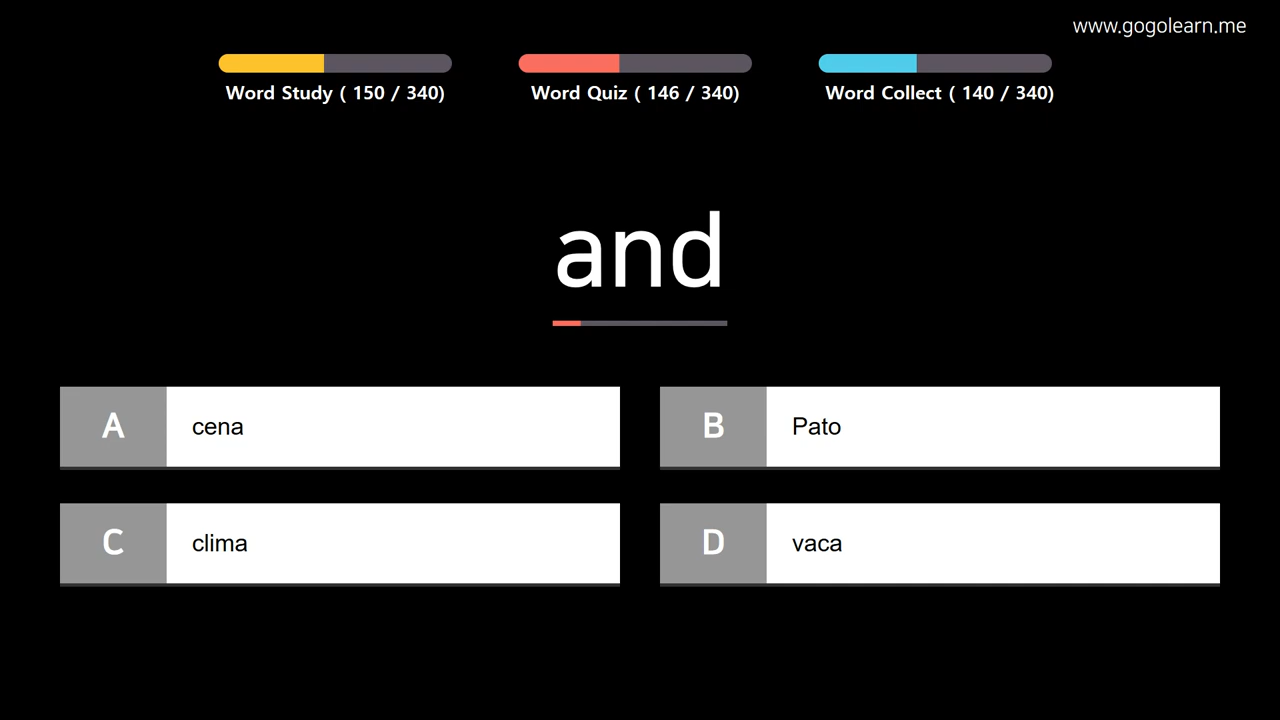 www.gogolearn.me
Word Study ( 150 / 340)
Word Quiz ( 146 / 340)
Word Collect ( 140 / 340)
and
A cena
B Pato
C clima
D vaca